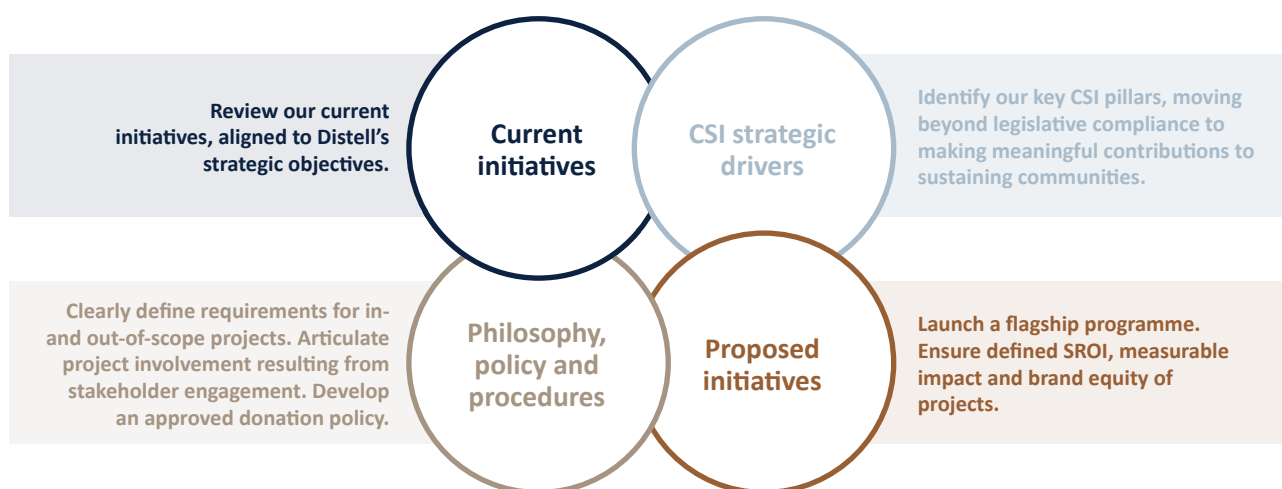 Review our current
initiatives, aligned to Distell’s
strategic objectives.
Current
initiatives
CSI strategic
drivers
Identify our key CSI pillars, moving
beyond legislative compliance to
making meaningful contributions to
sustaining communities.
Clearly define requirements for in-
and out-of-scope projects. Articulate
project involvement resulting from
stakeholder engagement. Develop
an approved donation policy.
Philosophy,
policy and
procedures
Proposed
initiatives
Launch a flagship programme.
Ensure defined SROI, measurable
impact and brand equity of
projects.